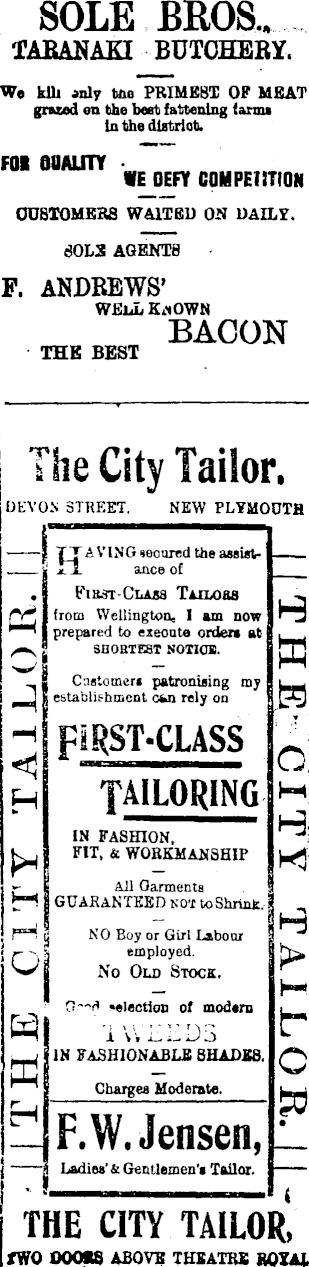 SOLE BROS.,
TARANAKI BUTCHERY.
We kill only the PRIMEST OF MEAT
grazed on the best fattening farms
in the district.
FOR QUALITY
WE DEFY COMPETITION
CUSTOMERS WAITED ON DAILY.
SOLE AGENTS
F. ANDREWS'
WELL KNOWN
BACON
THE BEST
The City Tailor.
DEVON STREET, NEW PLYMOUTH
THE CITY TAILOR.
HAVING secured the assist-
ance of
FIRST-CLASS TAILORS
from Wellington, I am now
prepared to execute orders at
SHORTEST NOTICE.
Customers patronising my
establishment can rely on
FIRST-CLASS
TAILORING
IN FASHION,
FIT, & WORKMANSHIP
All Garments
GUARANTEED NOT to Shrink.
NO Boy or Girl Labour
employed.
NO OLD STOCK.
Good selection of modern
TWEEDS
IN FASHIONABLE SHADES.
Charges Moderate.
F. W. Jensen,
Ladies' & Gentlemen's Tailor.
THE CITY TAILOR.
THE CITY TAILOR,
TWO DOORS ABOVE THEATRE ROYAL